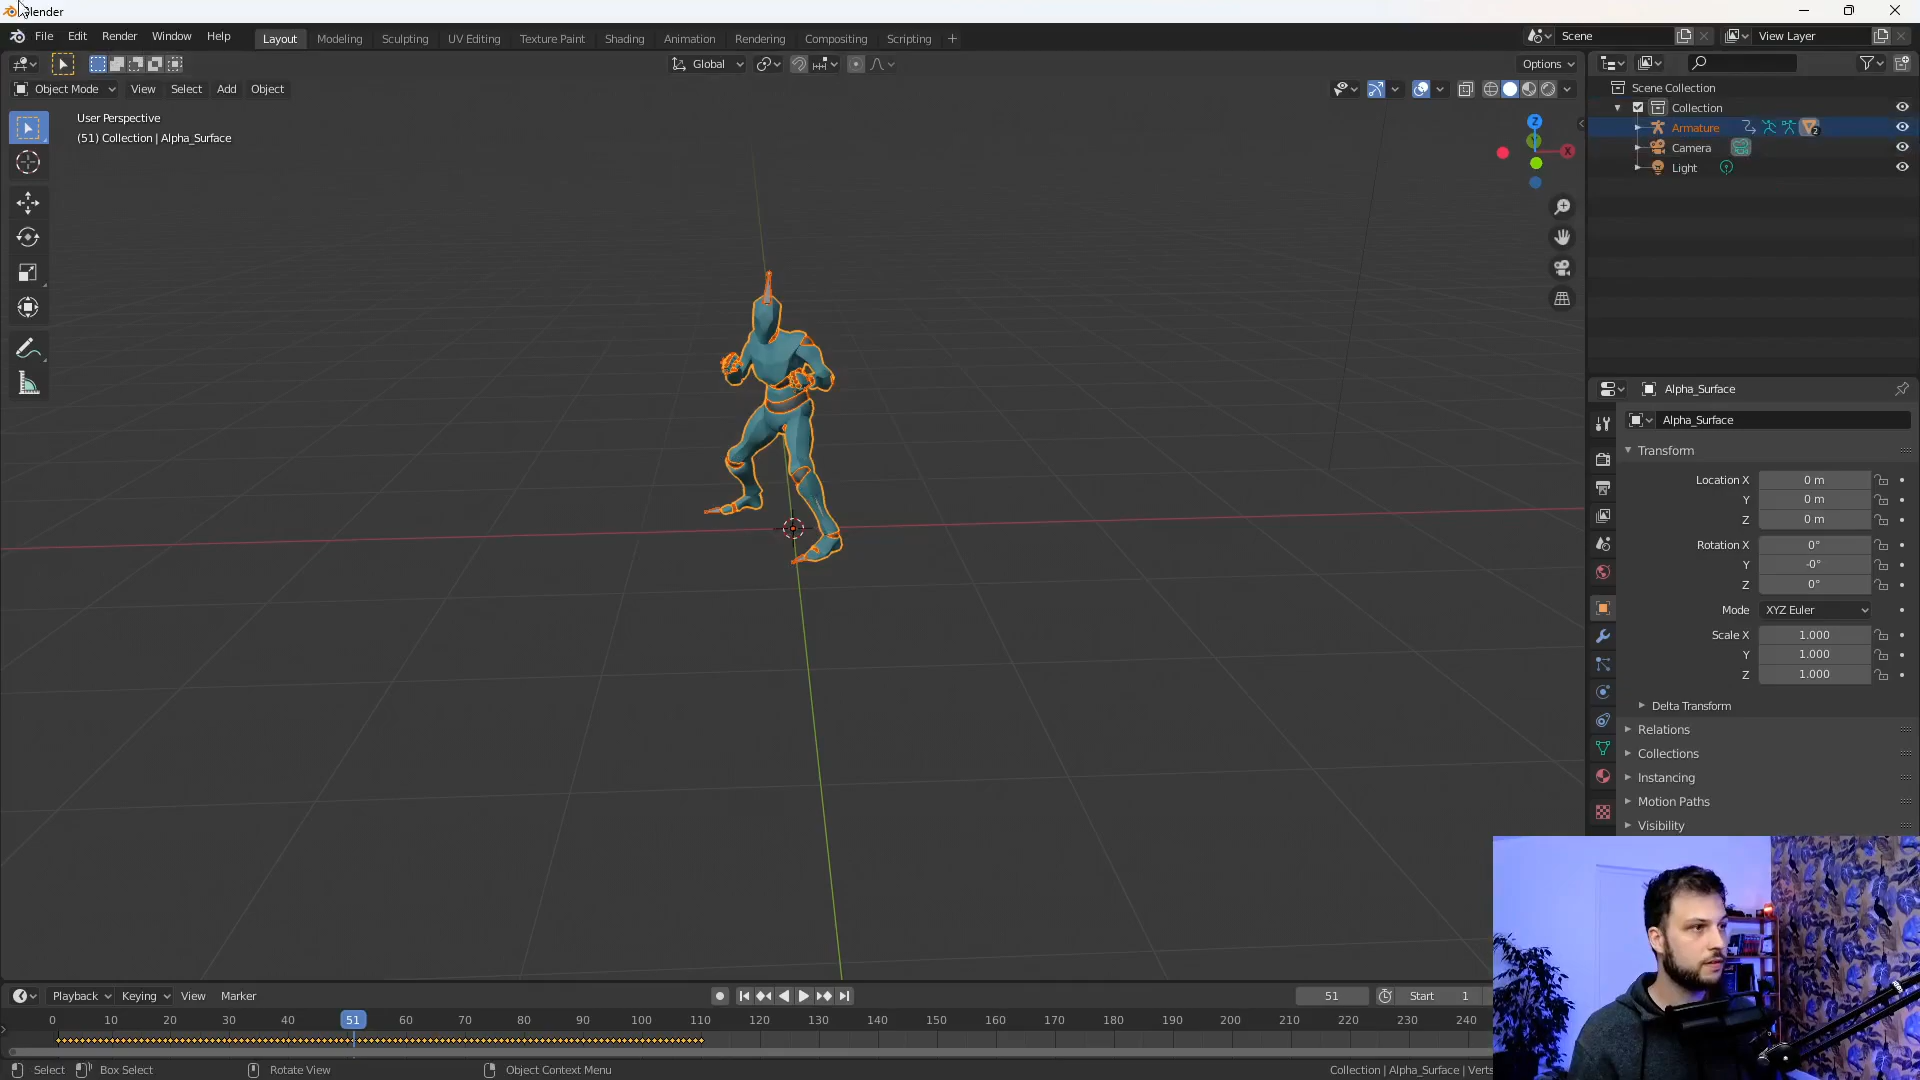 Blender
File Edit Render Window Help
Layout Modeling Sculpting UV Editing Texture Paint Shading Animation Rendering Compositing Scripting +
Scene
View Layer
Global
Options
Object Mode View Select Add Object
User Perspective
(51) Collection | Alpha_Surface
Z
X
Scene Collection
Collection
Armature 2
Camera
Light
Alpha_Surface
Alpha_Surface
Transform
Location X 0 m
Y 0 m
Z 0 m
Rotation X 0°
Y -0°
Z 0°
Mode XYZ Euler
Scale X 1.000
Y 1.000
Z 1.000
Delta Transform
Relations
Collections
Instancing
Motion Paths
Visibility
Playback Keying View Marker
51 Start 1
0 10 20 30 40 51 60 70 80 90 100 110 120 130 140 150 160 170 180 190 200 210 220 230 240
Select Box Select Rotate View Object Context Menu
Collection | Alpha_Surface | Verts